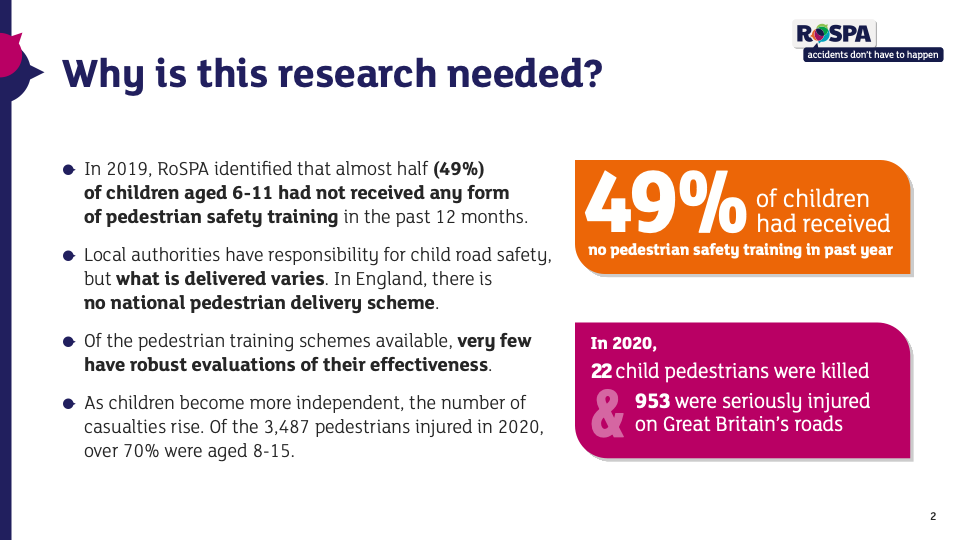 RoSPA
accidents don't have to happen
Why is this research needed?
In 2019, RoSPA identified that almost half (49%)
of children aged 6-11 had not received any form
of pedestrian safety training in the past 12 months.
Local authorities have responsibility for child road safety,
but what is delivered varies. In England, there is
no national pedestrian delivery scheme.
Of the pedestrian training schemes available, very few
have robust evaluations of their effectiveness.
As children become more independent, the number of
casualties rise. Of the 3,487 pedestrians injured in 2020,
over 70% were aged 8-15.
49% of children
had received
no pedestrian safety training in past year
In 2020,
22 child pedestrians were killed
& 953 were seriously injured
on Great Britain's roads
2